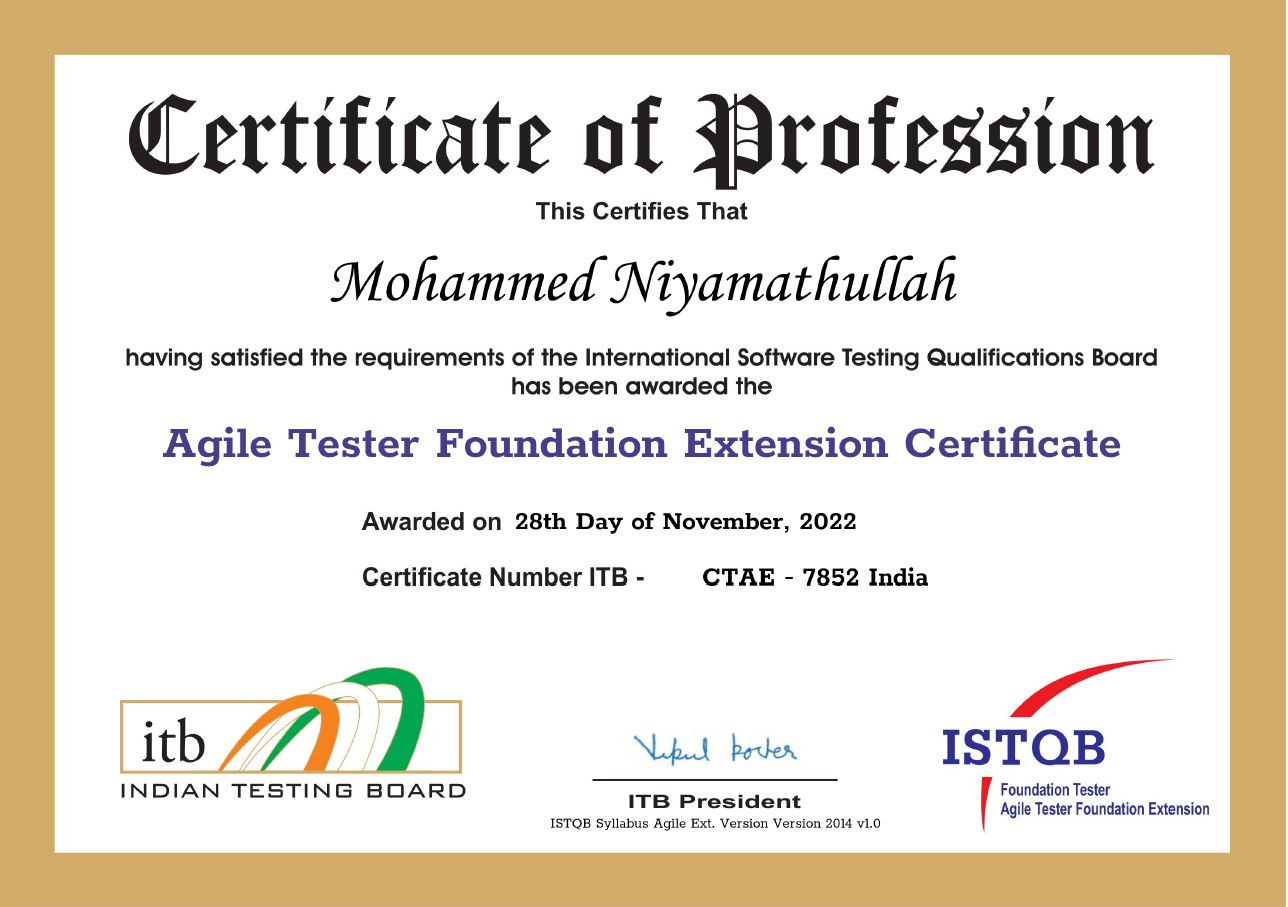 Certificate of Profession
This Certifies That
Mohammed Niyamathullah
having satisfied the requirements of the International Software Testing Qualifications Board
has been awarded the
Agile Tester Foundation Extension Certificate
Awarded on 28th Day of November, 2022
Certificate Number ITB - CTAE - 7852 India
itb
INDIAN TESTING BOARD
ITB President
ISTQB Syllabus Agile Ext. Version Version 2014 v1.0
ISTQB
Foundation Tester
Agile Tester Foundation Extension